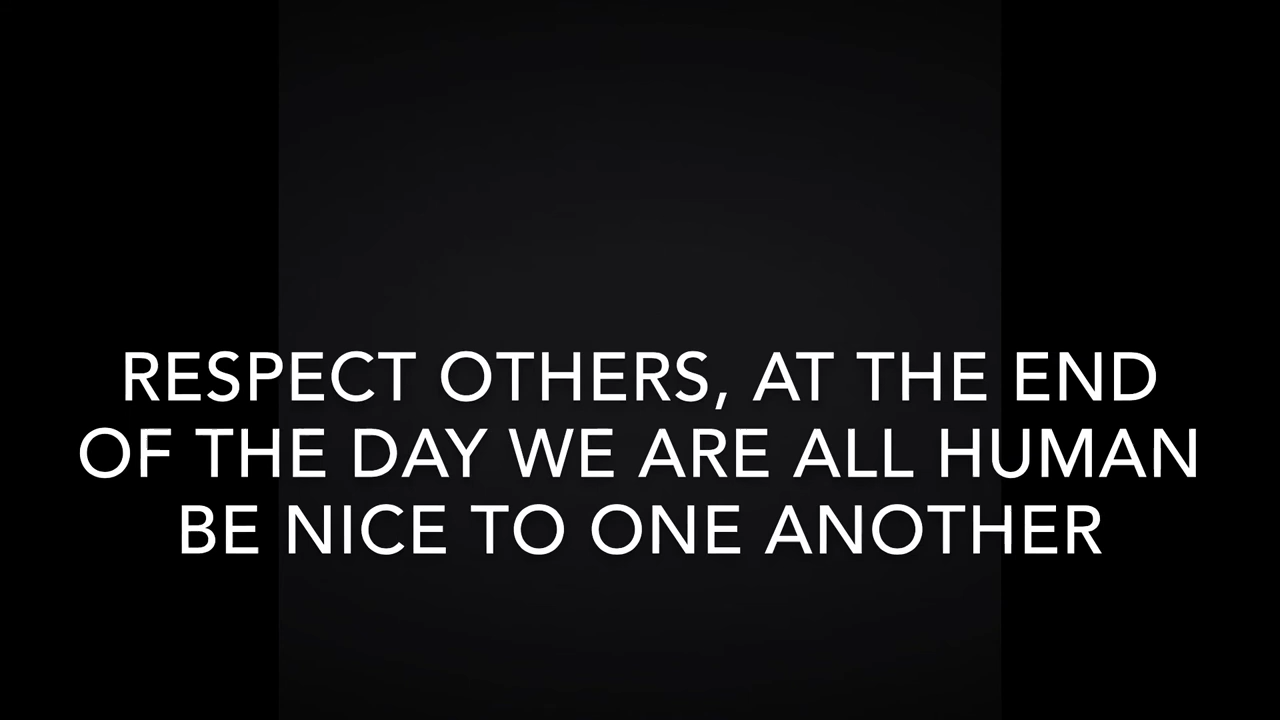 RESPECT OTHERS, AT THE END
OF THE DAY WE ARE ALL HUMAN
BE NICE TO ONE ANOTHER